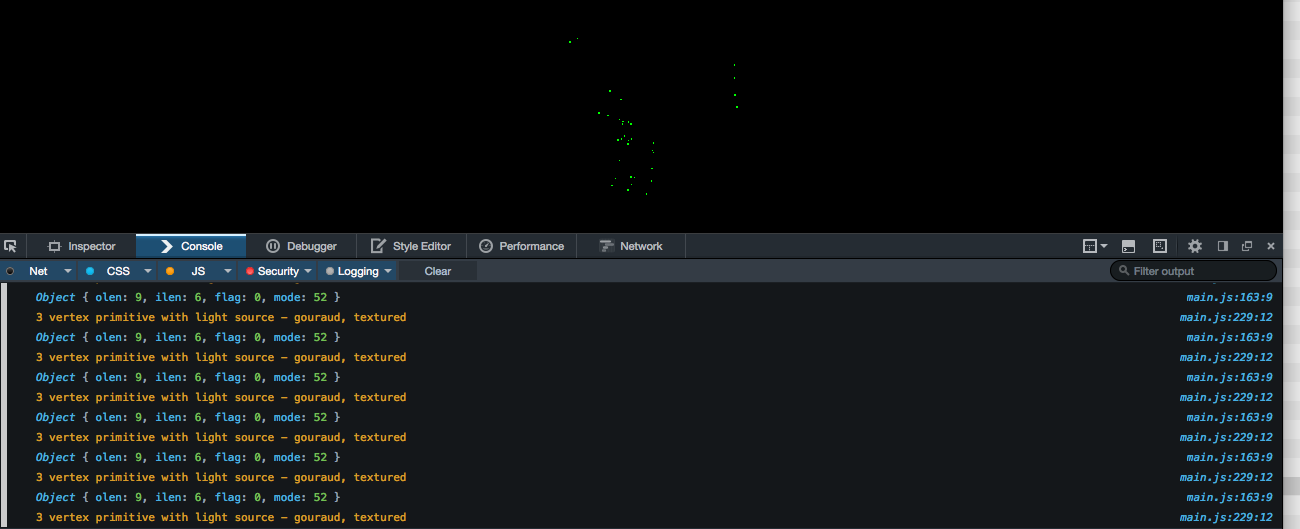 Inspector Console Debugger Style Editor Performance Network
Net CSS JS Security Logging Clear Filter output
Object { olen: 9, ilen: 6, flag: 0, mode: 52 } main.js:163:9
3 vertex primitive with light source – gouraud, textured main.js:229:12
Object { olen: 9, ilen: 6, flag: 0, mode: 52 } main.js:163:9
3 vertex primitive with light source – gouraud, textured main.js:229:12
Object { olen: 9, ilen: 6, flag: 0, mode: 52 } main.js:163:9
3 vertex primitive with light source – gouraud, textured main.js:229:12
Object { olen: 9, ilen: 6, flag: 0, mode: 52 } main.js:163:9
3 vertex primitive with light source – gouraud, textured main.js:229:12
Object { olen: 9, ilen: 6, flag: 0, mode: 52 } main.js:163:9
3 vertex primitive with light source – gouraud, textured main.js:229:12
Object { olen: 9, ilen: 6, flag: 0, mode: 52 } main.js:163:9
3 vertex primitive with light source – gouraud, textured main.js:229:12